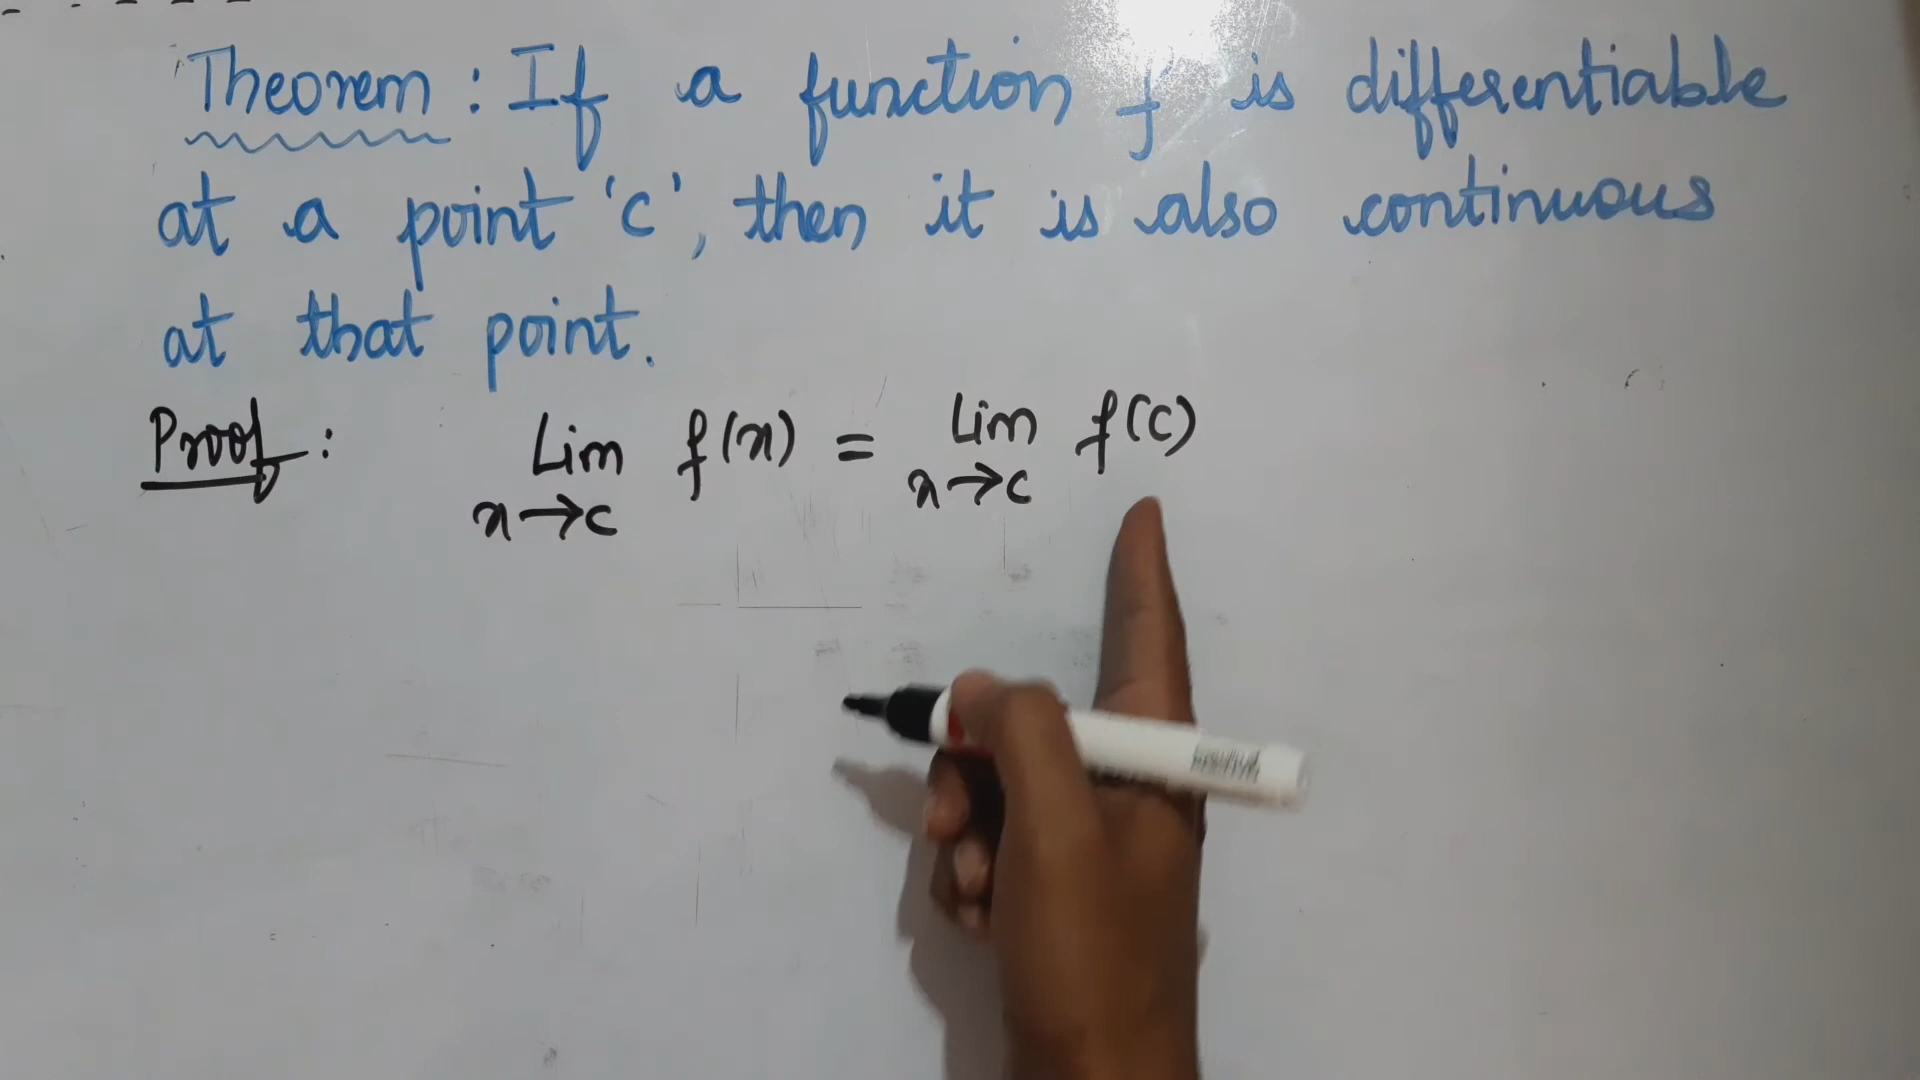 Theorem : If a function f is differentiable
at a point 'c', then it is also continuous
at that point.
Proof : Lim f(x) = Lim f(c)
x→c x→c